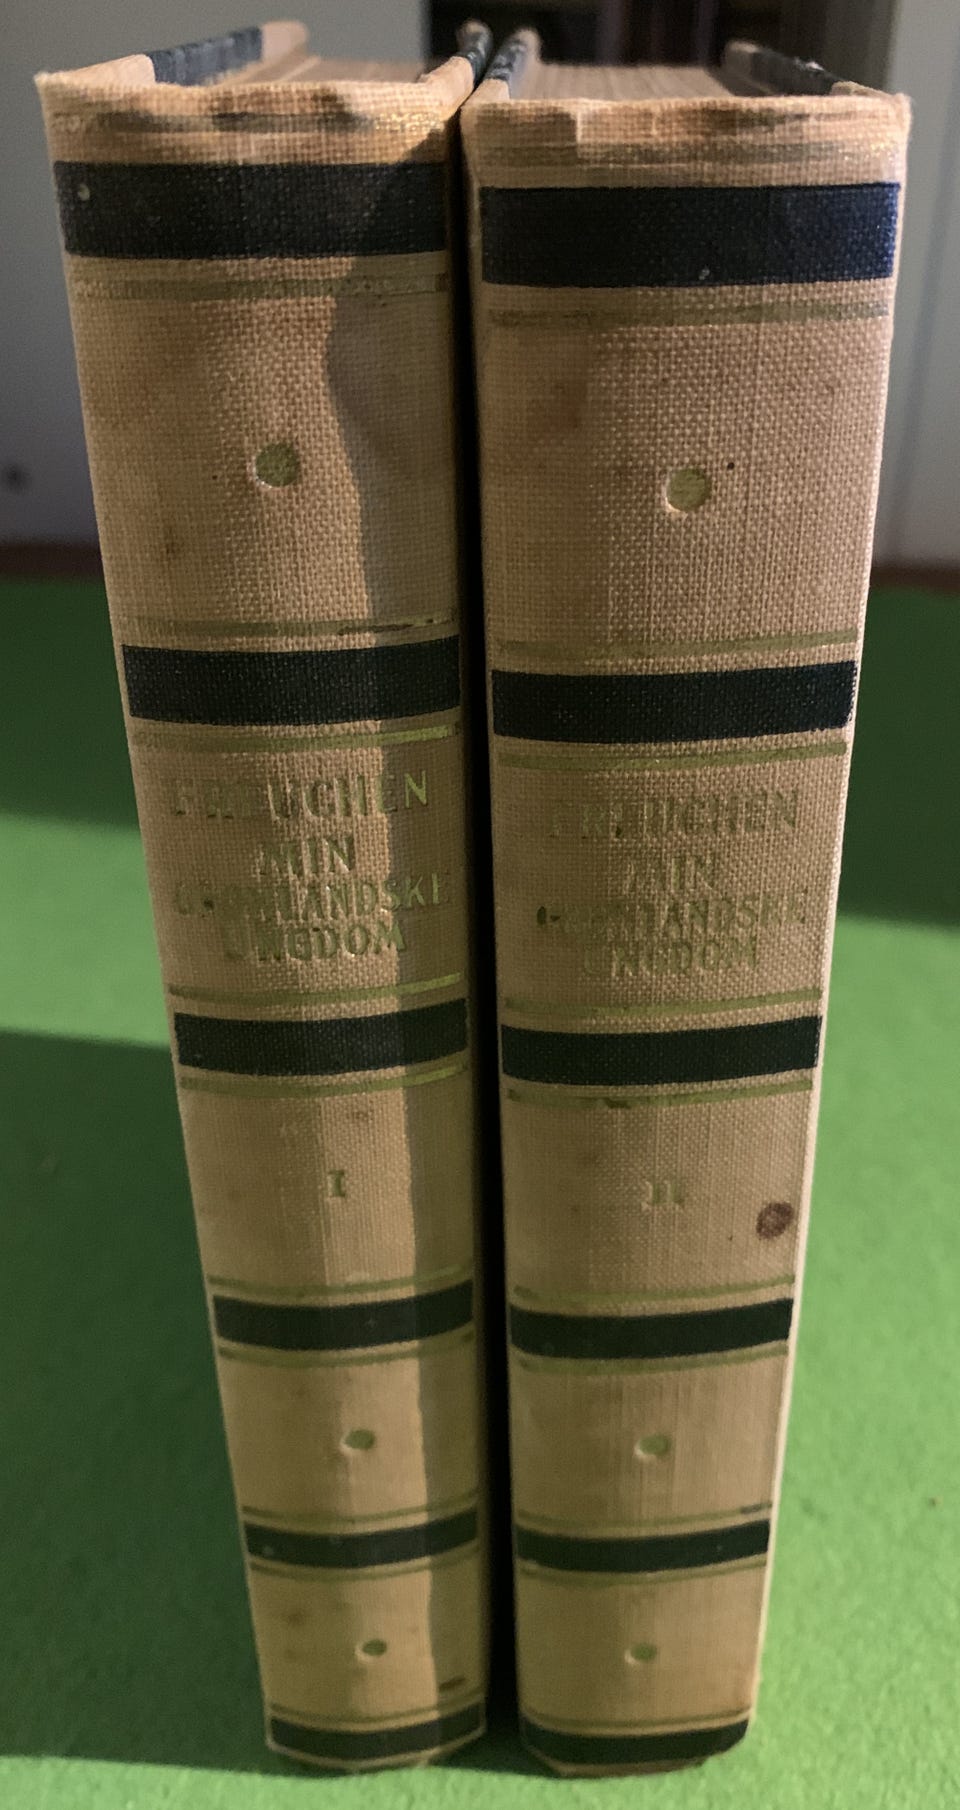 FREUCHEN
MIN
GRØNLANDSKE
UNGDOM
I
FREUCHEN
MIN
GRØNLANDSKE
UNGDOM
II